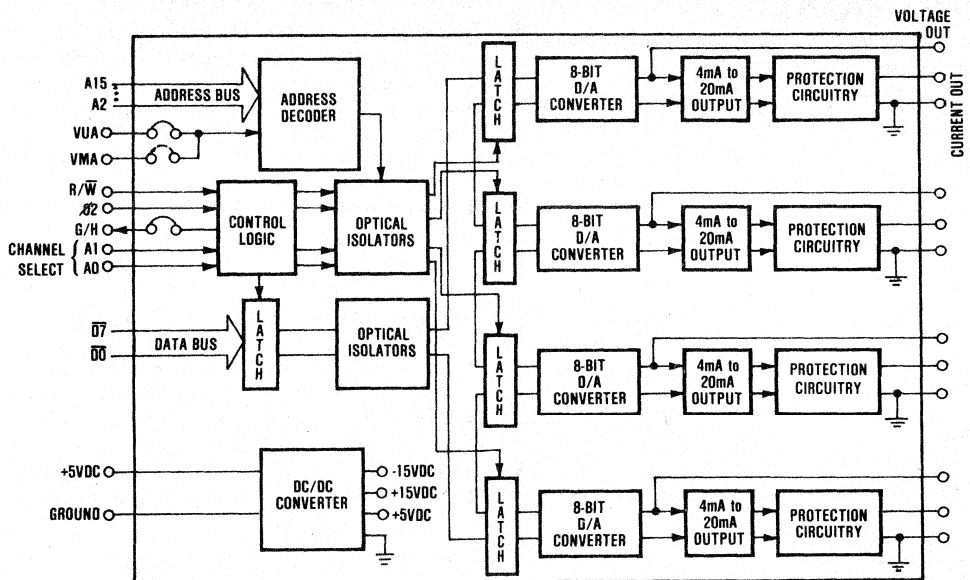 VOLTAGE
OUT
A15
A2
ADDRESS BUS
ADDRESS
DECODER
VUA
VMA
R/W̅
ø2
G/H
CHANNEL
SELECT
A1
A0
CONTROL
LOGIC
OPTICAL
ISOLATORS
D̅7̅
D̅0̅
DATA BUS
LATCH
OPTICAL
ISOLATORS
+5VDC
GROUND
DC/DC
CONVERTER
-15VDC
+15VDC
+5VDC
LATCH
8-BIT
D/A
CONVERTER
4mA to
20mA
OUTPUT
PROTECTION
CIRCUITRY
CURRENT OUT
LATCH
8-BIT
D/A
CONVERTER
4mA to
20mA
OUTPUT
PROTECTION
CIRCUITRY
LATCH
8-BIT
D/A
CONVERTER
4mA to
20mA
OUTPUT
PROTECTION
CIRCUITRY
LATCH
8-BIT
D/A
CONVERTER
4mA to
20mA
OUTPUT
PROTECTION
CIRCUITRY